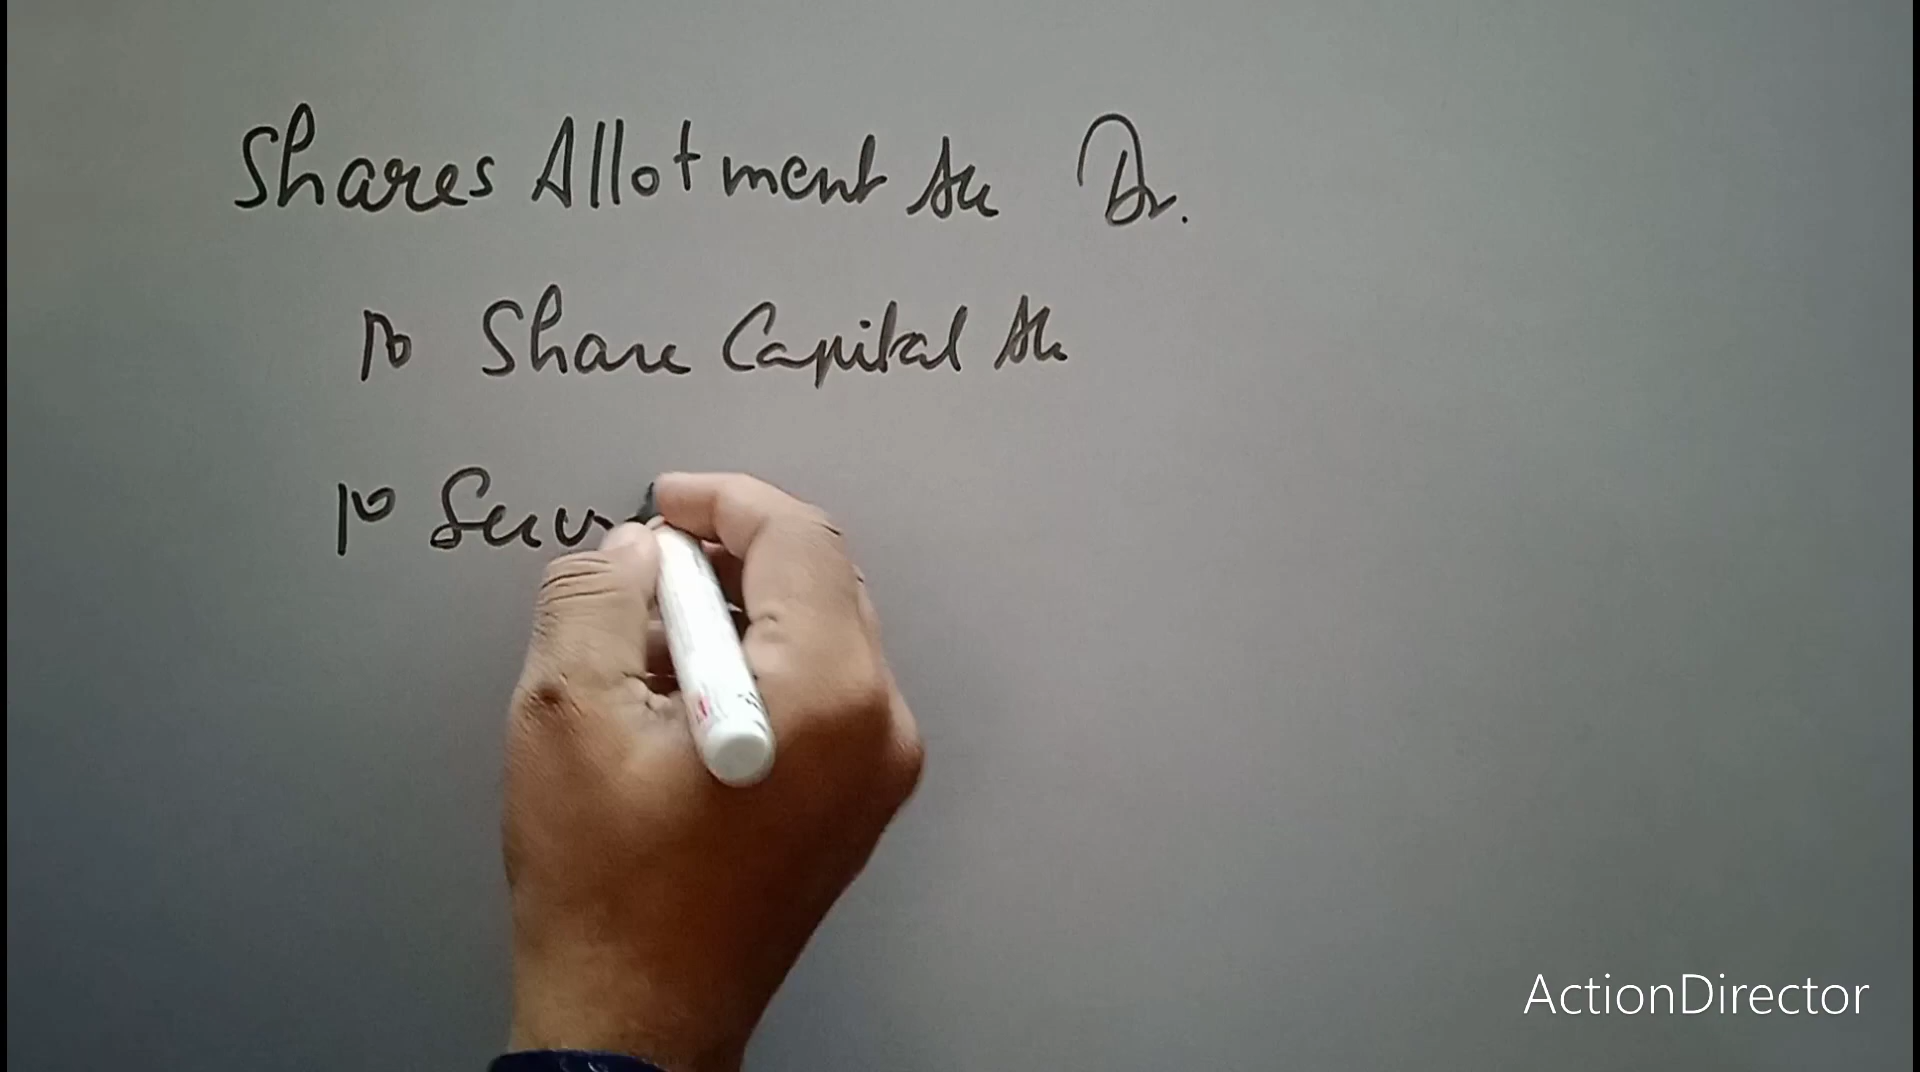 Shares Allotment A/c Dr.
To Share Capital A/c
To Secu
ActionDirector